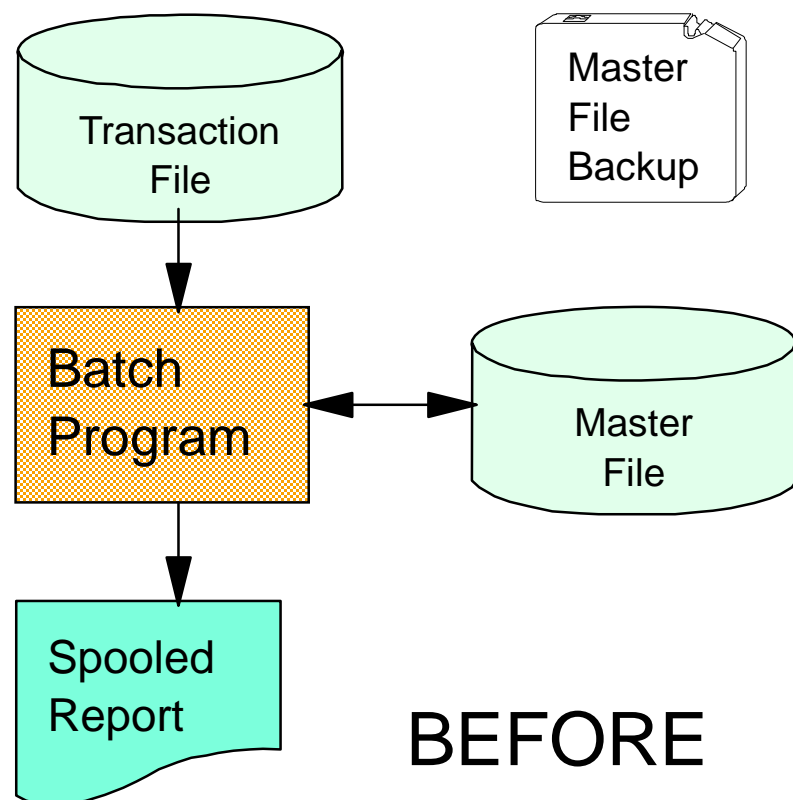 Transaction
File
Master
File
Backup
Batch
Program
Master
File
Spooled
Report
BEFORE